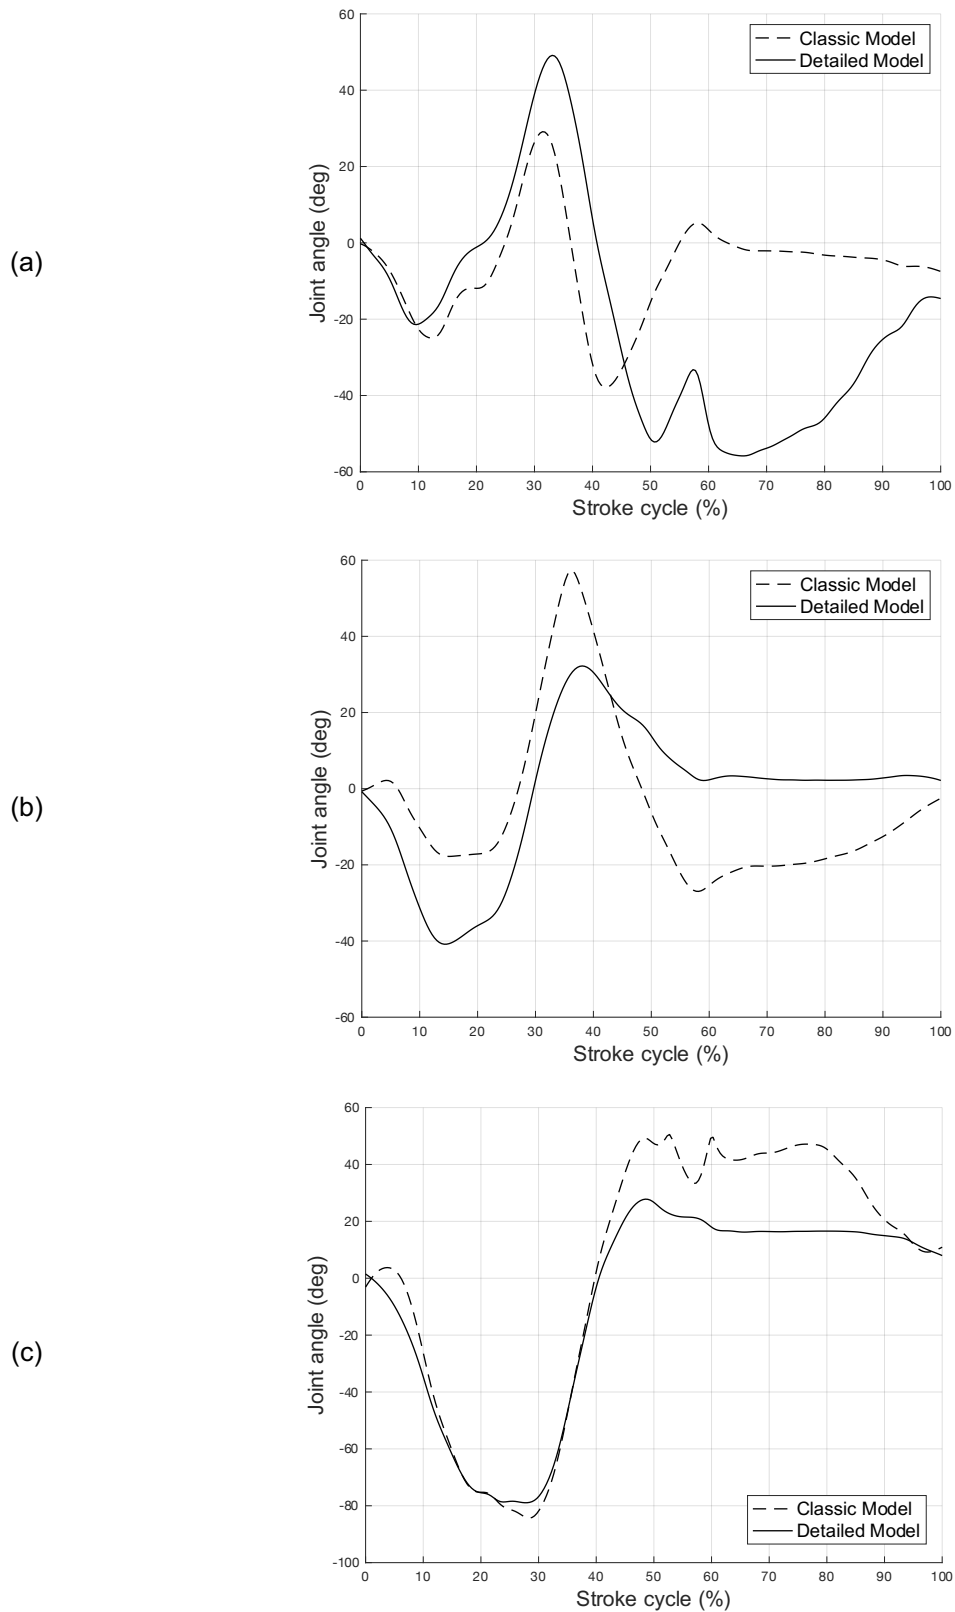 (a)
60
40
20
0
-20
-40
-60
Joint angle (deg)
Classic Model
Detailed Model
0 10 20 30 40 50 60 70 80 90 100
Stroke cycle (%)
(b)
60
40
20
0
-20
-40
-60
Joint angle (deg)
Classic Model
Detailed Model
0 10 20 30 40 50 60 70 80 90 100
Stroke cycle (%)
(c)
60
40
20
0
-20
-40
-60
-80
-100
Joint angle (deg)
Classic Model
Detailed Model
0 10 20 30 40 50 60 70 80 90 100
Stroke cycle (%)